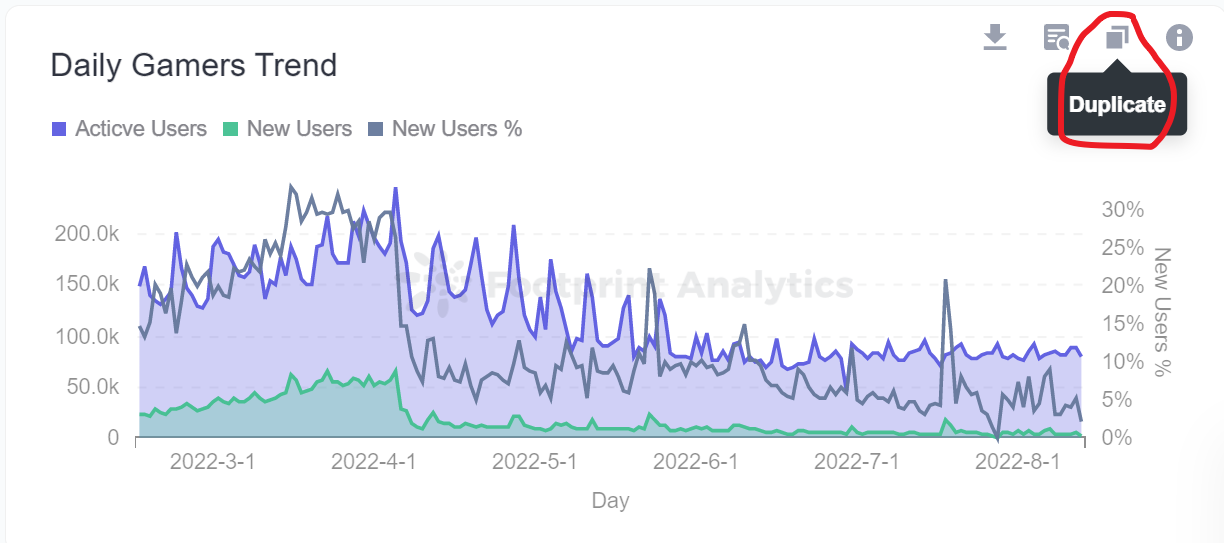 Duplicate
Daily Gamers Trend
Acticve Users New Users New Users %
200.0k
150.0k
100.0k
50.0k
0
30%
25%
20%
15%
10%
5%
0%
New Users %
Footprint Analytics
2022-3-1 2022-4-1 2022-5-1 2022-6-1 2022-7-1 2022-8-1
Day